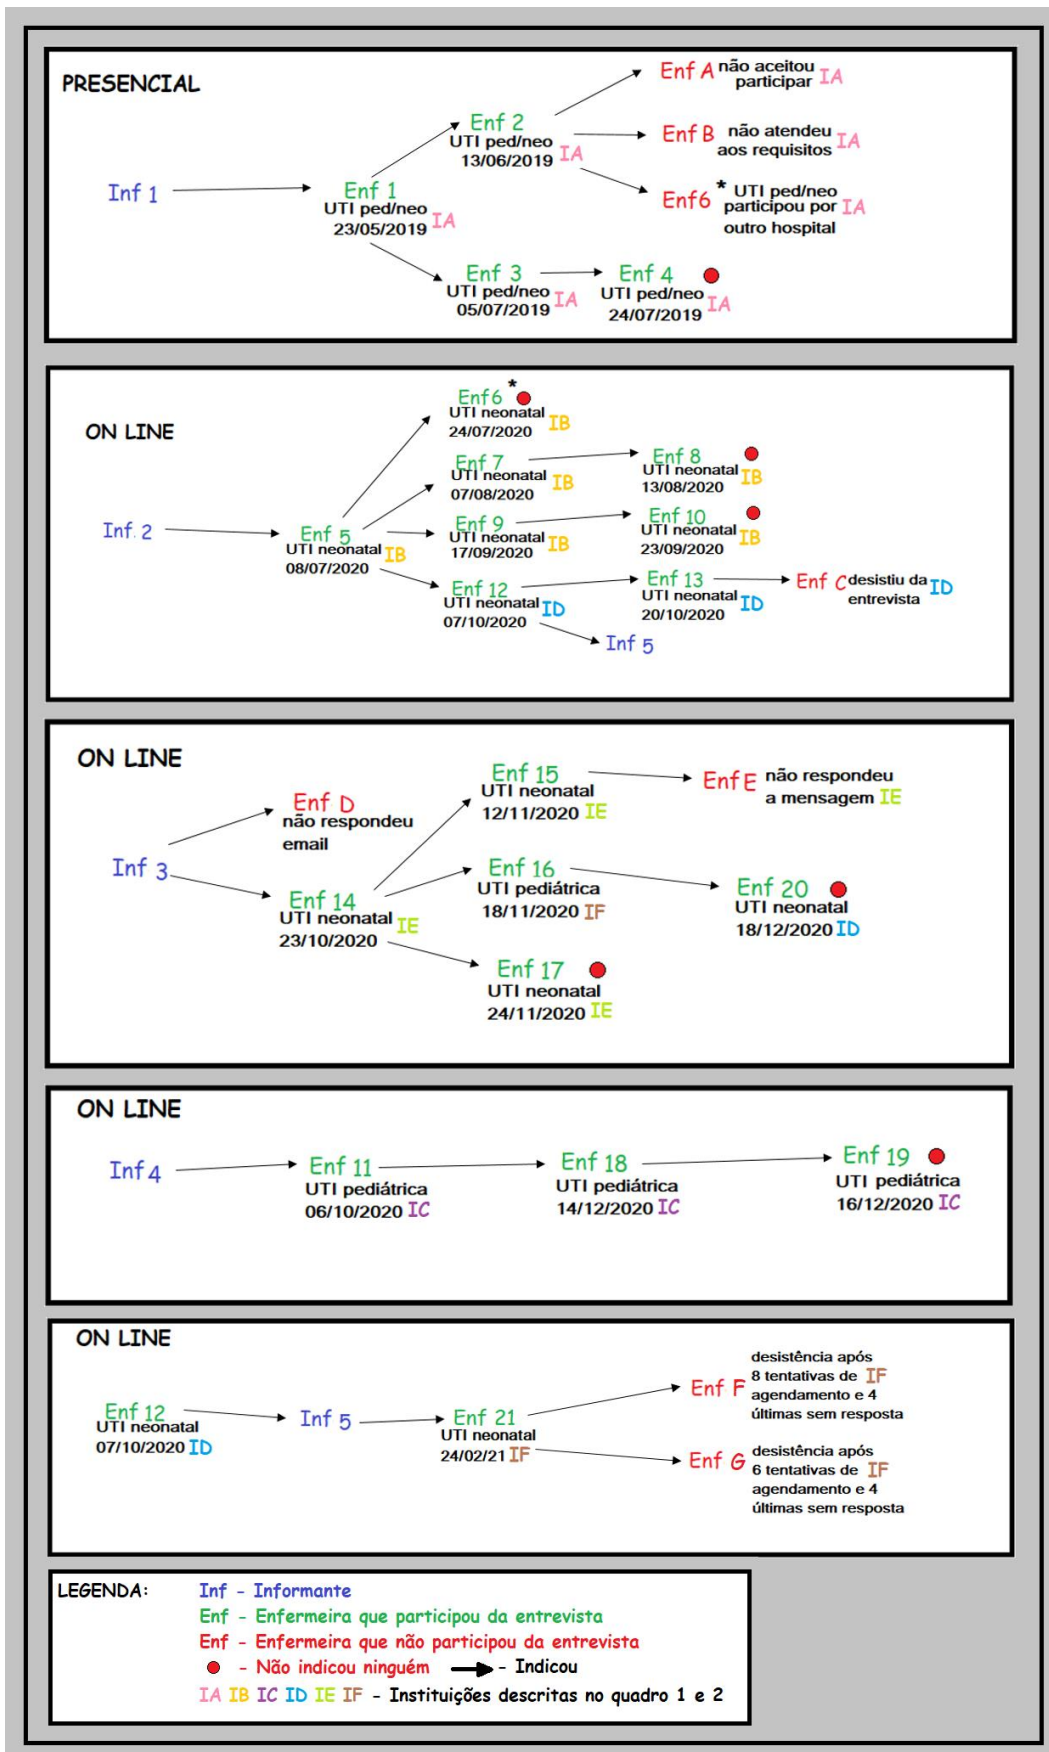 PRESENCIAL
Enf A não aceitou
participar IA
Enf 2
UTI ped/neo
13/06/2019 IA
Enf B não atendeu
aos requisitos IA
Inf 1
Enf 1
UTI ped/neo
23/05/2019 IA
Enf6 * UTI ped/neo
participou por IA
outro hospital
Enf 3
UTI ped/neo
05/07/2019 IA
Enf 4
UTI ped/neo
24/07/2019 IA
ON LINE
Enf6 *
UTI neonatal
24/07/2020 IB
Enf 7
UTI neonatal
07/08/2020 IB
Enf 8
UTI neonatal
13/08/2020 IB
Inf. 2
Enf 5
UTI neonatal
08/07/2020 IB
Enf 9
UTI neonatal
17/09/2020 IB
Enf 10
UTI neonatal
23/09/2020 IB
Enf 12
UTI neonatal
07/10/2020 ID
Enf 13
UTI neonatal
20/10/2020 ID
Enf C desistiu da
entrevista ID
Inf 5
ON LINE
Enf 15
UTI neonatal
12/11/2020 IE
Enf E não respondeu
a mensagem IE
Enf D
não respondeu
email
Inf 3
Enf 14
UTI neonatal
23/10/2020 IE
Enf 16
UTI pediátrica
18/11/2020 IF
Enf 20
UTI neonatal
18/12/2020 ID
Enf 17
UTI neonatal
24/11/2020 IE
ON LINE
Inf 4
Enf 11
UTI pediátrica
06/10/2020 IC
Enf 18
UTI pediátrica
14/12/2020 IC
Enf 19
UTI pediátrica
16/12/2020 IC
ON LINE
Enf 12
UTI neonatal
07/10/2020 ID
Inf 5
Enf 21
UTI neonatal
24/02/21 IF
Enf F
desistência após
8 tentativas de IF
agendamento e 4
últimas sem resposta
Enf G
desistência após
6 tentativas de IF
agendamento e 4
últimas sem resposta
LEGENDA:
Inf - Informante
Enf - Enfermeira que participou da entrevista
Enf - Enfermeira que não participou da entrevista
- Não indicou ninguém - Indicou
IA IB IC ID IE IF - Instituições descritas no quadro 1 e 2